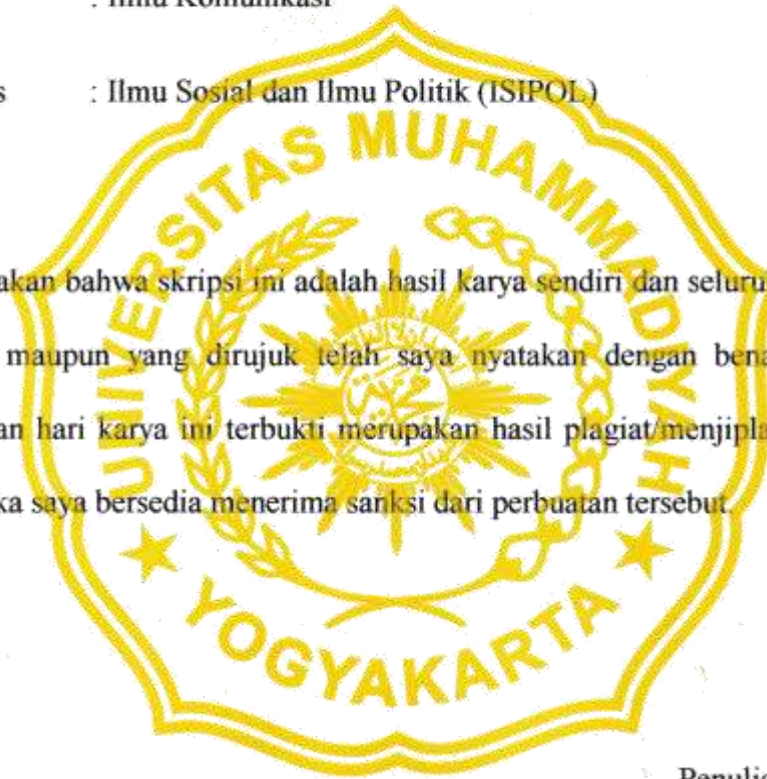 : Ilmu Komunikasi
s : Ilmu Sosial dan Ilmu Politik (ISIPOL)
UNIVERSITAS MUHAMMADIYAH
akan bahwa skripsi ini adalah hasil karya sendiri dan seluru
maupun yang dirujuk telah saya nyatakan dengan bena
an hari karya ini terbukti merupakan hasil plagiat/menjipla
ka saya bersedia menerima sanksi dari perbuatan tersebut.
YOGYAKARTA
Penulis